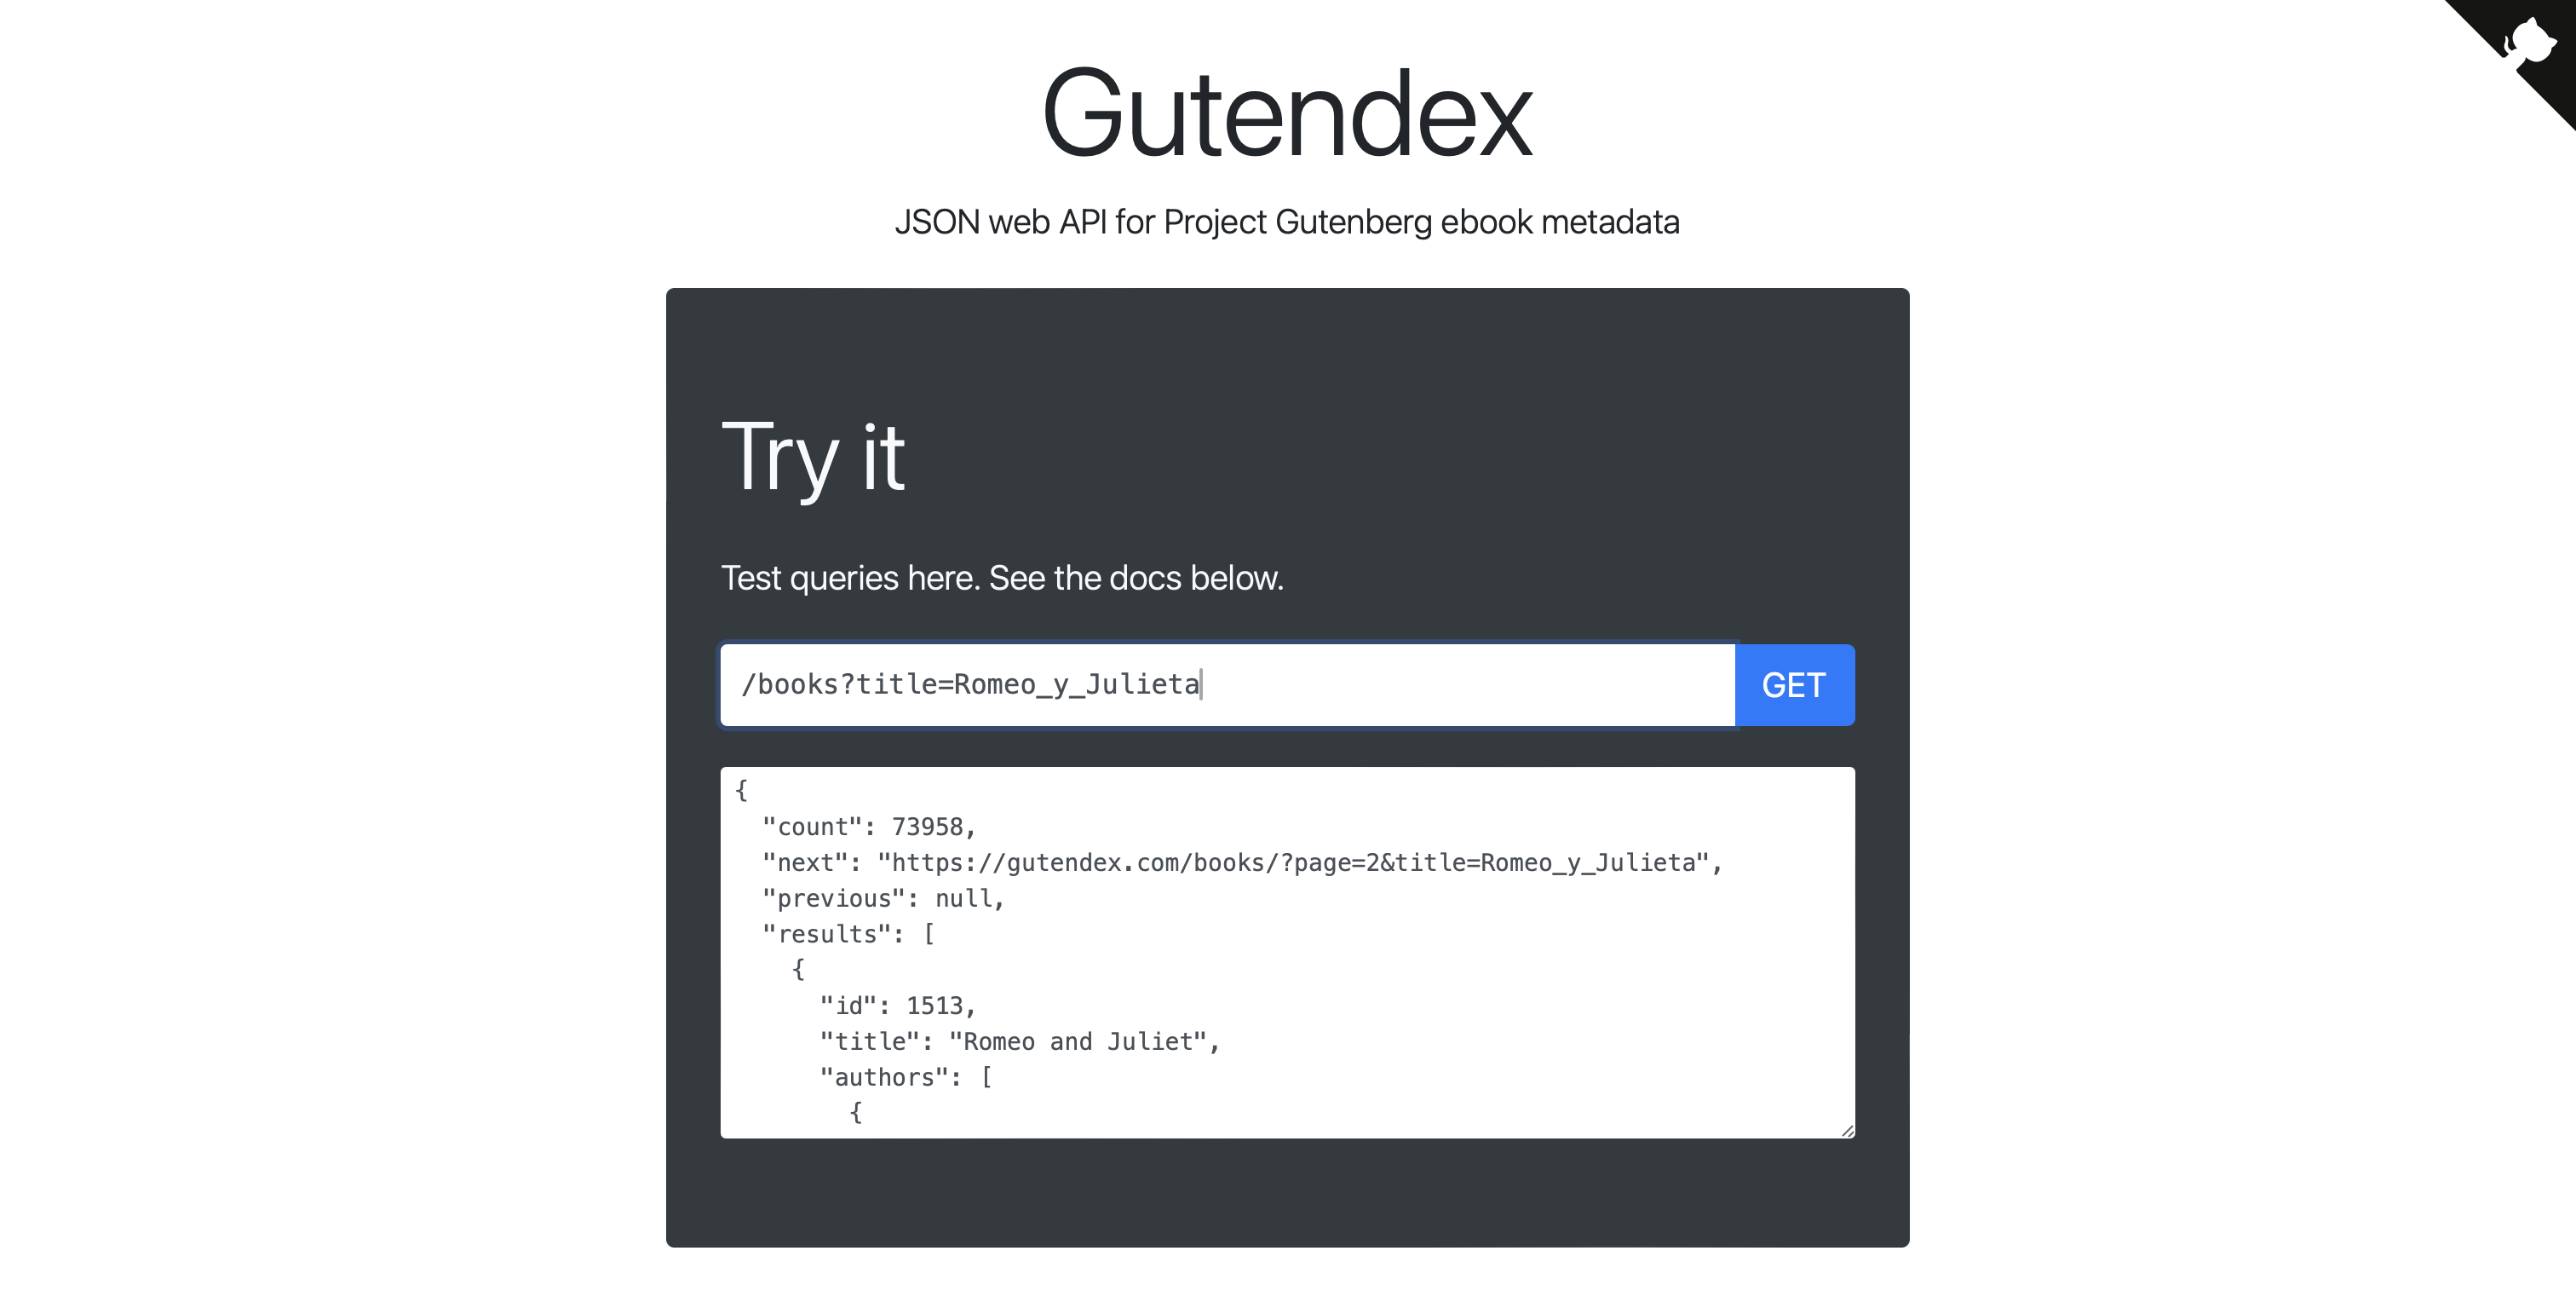 Gutendex
JSON web API for Project Gutenberg ebook metadata
Try it
Test queries here. See the docs below.
/books?title=Romeo_y_Julieta
GET
{
  "count": 73958,
  "next": "https://gutendex.com/books/?page=2&title=Romeo_y_Julieta",
  "previous": null,
  "results": [
    {
      "id": 1513,
      "title": "Romeo and Juliet",
      "authors": [
        {